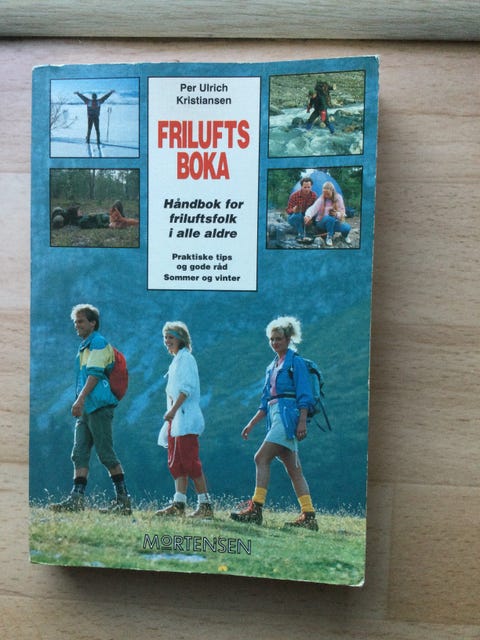 Per Ulrich
Kristiansen
FRILUFTS
BOKA
Håndbok for
friluftsfolk
i alle aldre
Praktiske tips
og gode råd
Sommer og vinter
MORTENSEN